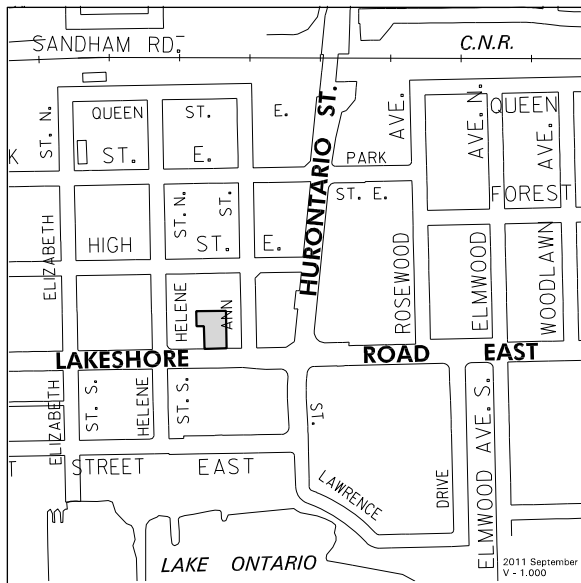 SANDHAM RD.
C.N.R.
QUEEN ST. E.
QUEEN
K ST. E.
PARK
ST. E.
FOREST
ST. N.
ELIZABETH
ST. N.
HELENE
ST.
ANN
HIGH ST. E.
HURONTARIO ST.
AVE.
ROSEWOOD
AVE. N.
ELMWOOD
AVE.
WOODLAWN
LAKESHORE ROAD EAST
ELIZABETH
ST. S.
HELENE
ST. S.
ST.
T STREET EAST
LAWRENCE
DRIVE
ELMWOOD AVE. S.
LAKE ONTARIO
2011 September
V - 1.000